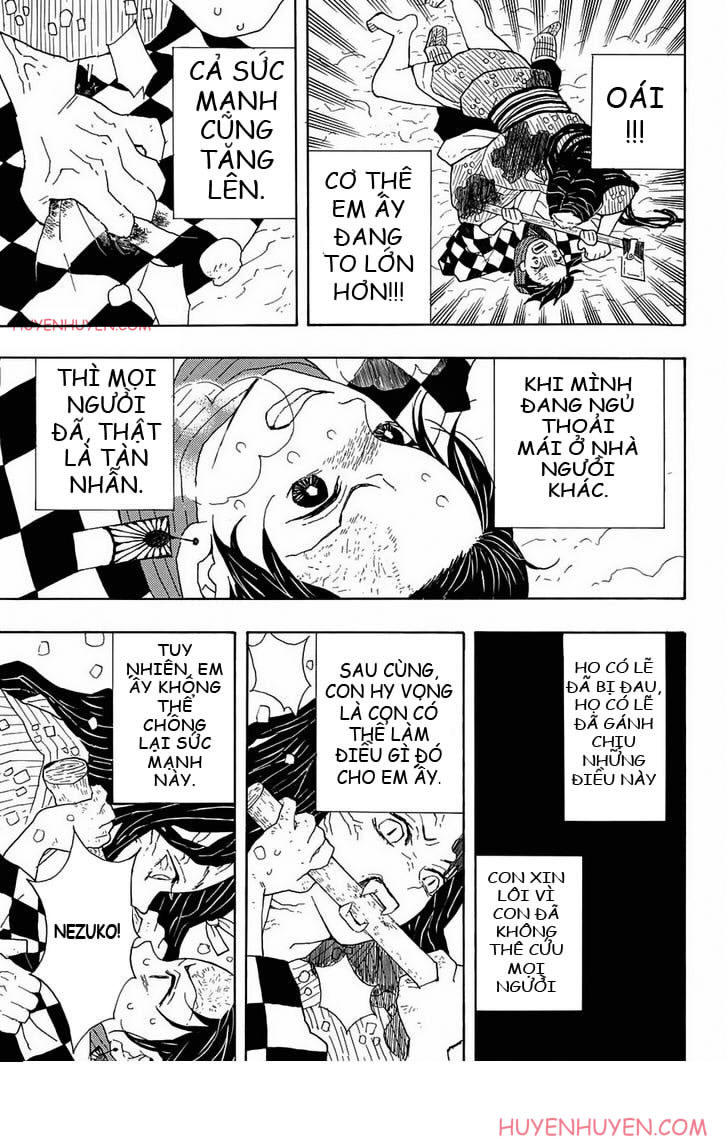 OÁI
!!!
CƠ THÊ
EM ẤY
ĐANG
TO LỚN
HƠN!!!
CẢ SỨC
MẠNH
CŨNG
TĂNG
LÊN.
HUYENHUYEN.COM
KHI MÌNH
ĐANG NGỦ
THOẢI
MÁI Ở NHÀ
NGƯỜI
KHÁC.
THÌ MỌI
NGƯỜI
ĐÃ, THẬT
LÀ TÀN
NHẪN.
HỌ CÓ LẼ
ĐÃ BỊ ĐAU,
HỌ CÓ LẼ
ĐÃ GÁNH
CHỊU
NHỮNG
ĐIỀU NÀY
CON XIN
LÔI VÌ
CON ĐÃ
KHÔNG
THỂ CỨU
MỌI
NGƯỜI
SAU CÙNG,
CON HY VỌNG
LÀ CON CÓ
THỂ LÀM
ĐIỀU GÌ ĐÓ
CHO EM ẤY.
TUY
NHIÊN, EM
ẤY KHÔNG
THỂ
CHỐNG
LẠI SỨC
MẠNH
NÀY.
NEZUKO!
HUYENHUYEN.COM